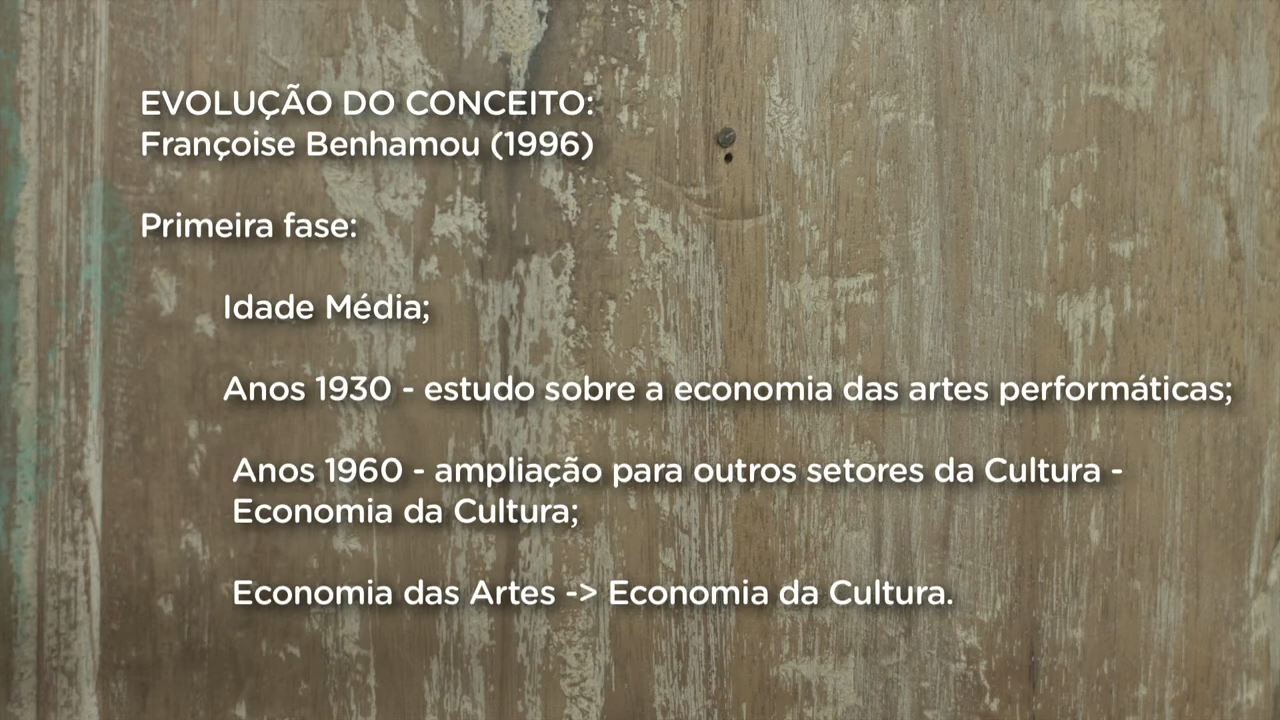 EVOLUÇÃO DO CONCEITO:
Françoise Benhamou (1996)
Primeira fase:
Idade Média;
Anos 1930 - estudo sobre a economia das artes performáticas;
Anos 1960 - ampliação para outros setores da Cultura -
Economia da Cultura;
Economia das Artes -> Economia da Cultura.